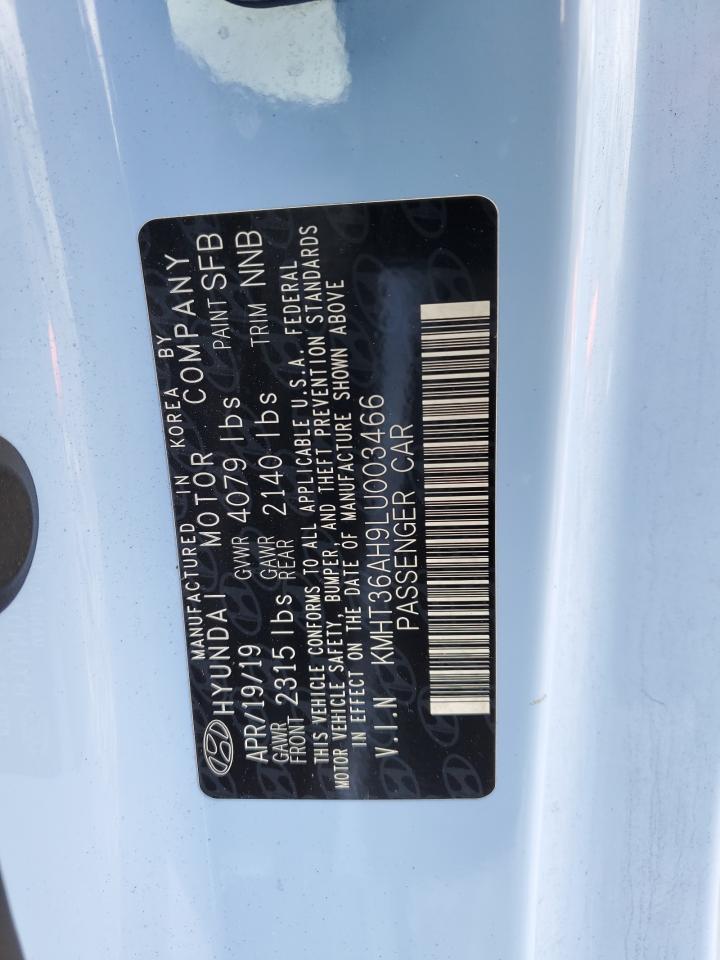 MANUFACTURED IN KOREA BY
HYUNDAI MOTOR COMPANY
APR/19/19 GVWR 4079 lbs PAINT SFB
GAWR FRONT 2315 lbs GAWR REAR 2140 lbs TRIM NNB
THIS VEHICLE CONFORMS TO ALL APPLICABLE U.S.A. FEDERAL
MOTOR VEHICLE SAFETY, BUMPER, AND THEFT PREVENTION STANDARDS
IN EFFECT ON THE DATE OF MANUFACTURE SHOWN ABOVE
V.I.N KMHT36AH9LU003466
PASSENGER CAR